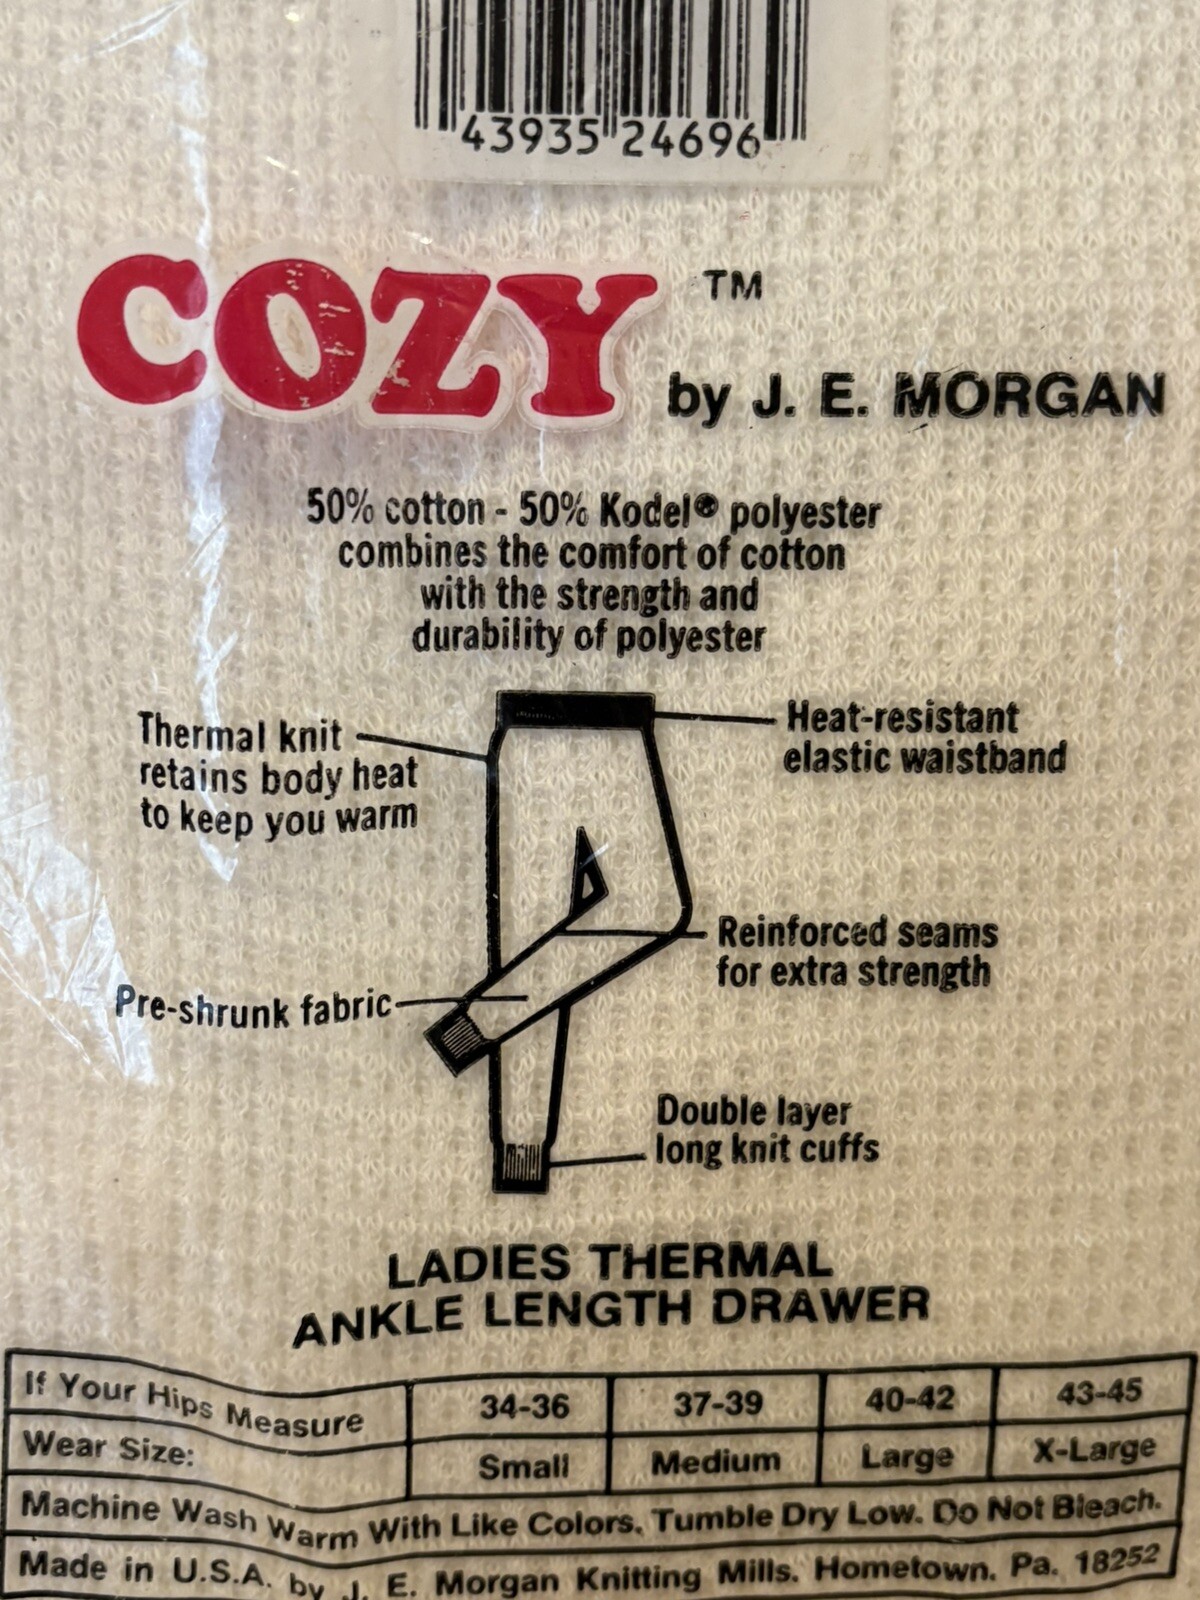 43935 24696
COZY ™
by J. E. MORGAN
50% cotton - 50% Kodel® polyester
combines the comfort of cotton
with the strength and
durability of polyester
Thermal knit
retains body heat
to keep you warm
Heat-resistant
elastic waistband
Reinforced seams
for extra strength
Pre-shrunk fabric
Double layer
long knit cuffs
LADIES THERMAL
ANKLE LENGTH DRAWER
If Your Hips Measure 34-36 37-39 40-42 43-45
Wear Size: Small Medium Large X-Large
Machine Wash Warm With Like Colors. Tumble Dry Low. Do Not Bleach.
Made in U.S.A. by J. E. Morgan Knitting Mills. Hometown. Pa. 18252